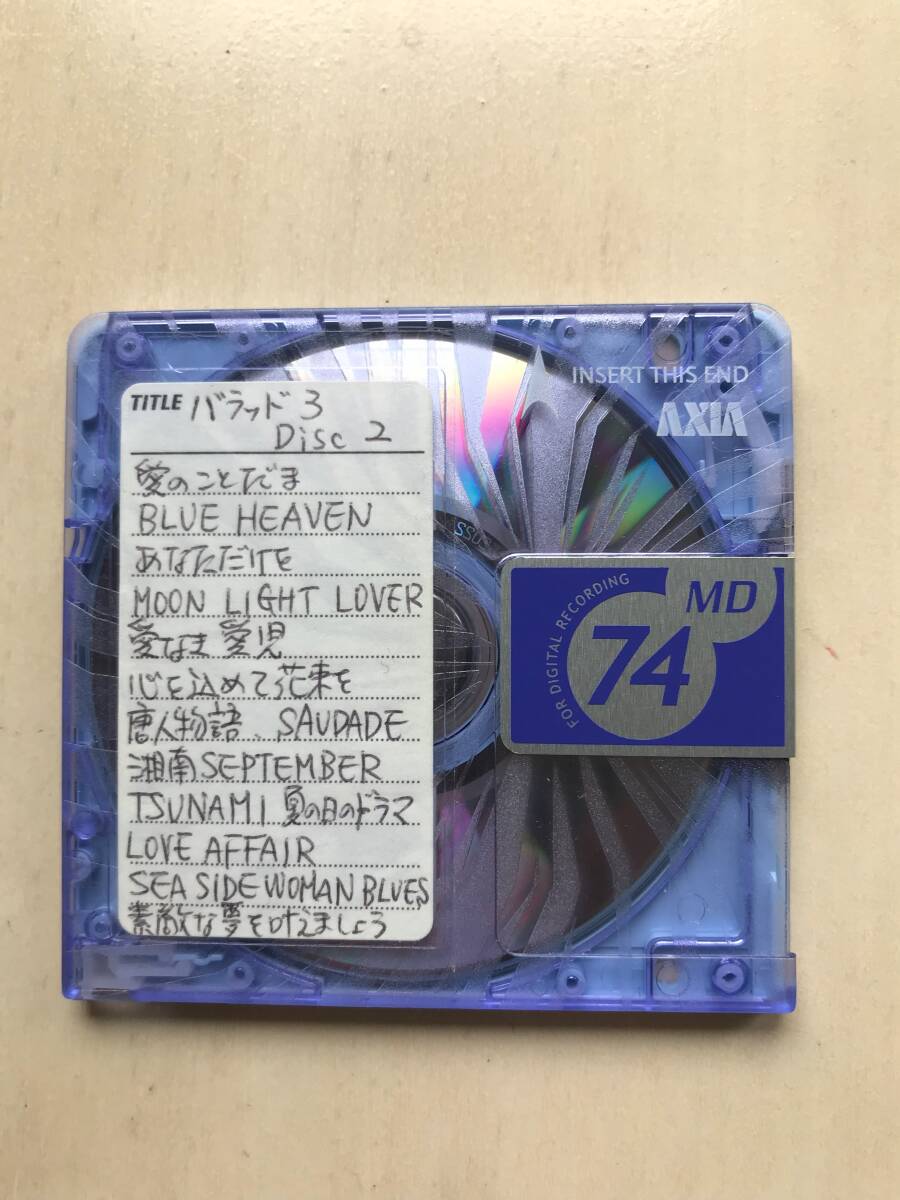 TITLE バラッド3
Disc 2
愛のことだま
BLUE HEAVEN
あなただけを
MOON LIGHT LOVER
愛なき愛児
心を込めて花束を
唐人物語、SAUDADE
湘南SEPTEMBER
TSUNAMI 夏の日のドラマ
LOVE AFFAIR
SEA SIDE WOMAN BLUES
素敵な夢を叶えましょう
INSERT THIS END
AXIA
MD
74
FOR DIGITAL RECORDING